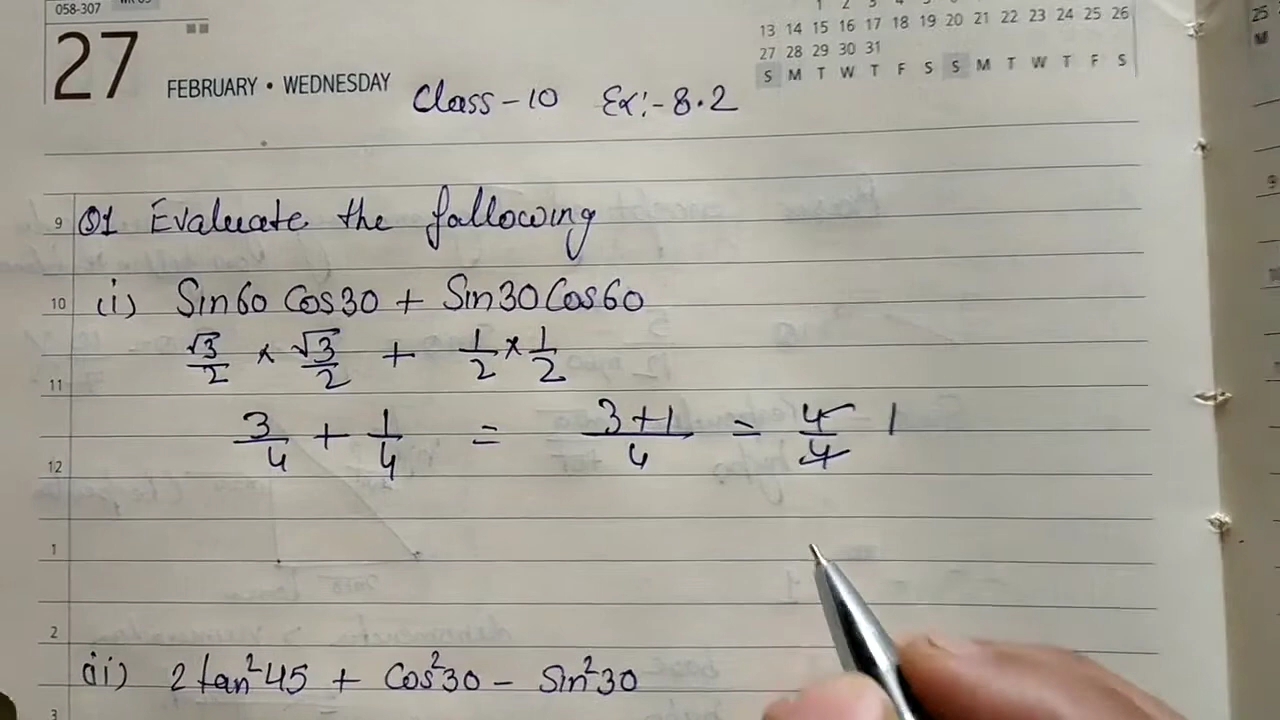 058-307
27
FEBRUARY • WEDNESDAY
13 14 15 16 17 18 19 20 21 22 23 24 25 26
27 28 29 30 31
S M T W T F S S M T W T F S
25
M
Class-10 Ex:-8.2
9 Q1 Evaluate the following
10 (i) Sin60 Cos30 + Sin30 Cos60
√3/2 × √3/2 + 1/2 × 1/2
11
3/4 + 1/4 = 3+1/4 = 4/4 1
12
1
2
(ii) 2tan²45 + Cos²30 - Sin²30
3